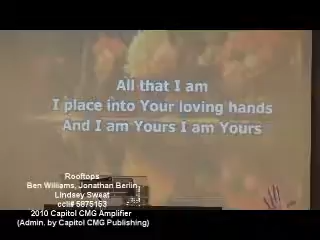 All that I am
I place into Your loving hands
And I am Yours I am Yours
Rooftops
Ben Williams, Jonathan Berlin,
Lindsey Sweat
ccli# 5875163
2010 Capitol CMG Amplifier
(Admin. by Capitol CMG Publishing)